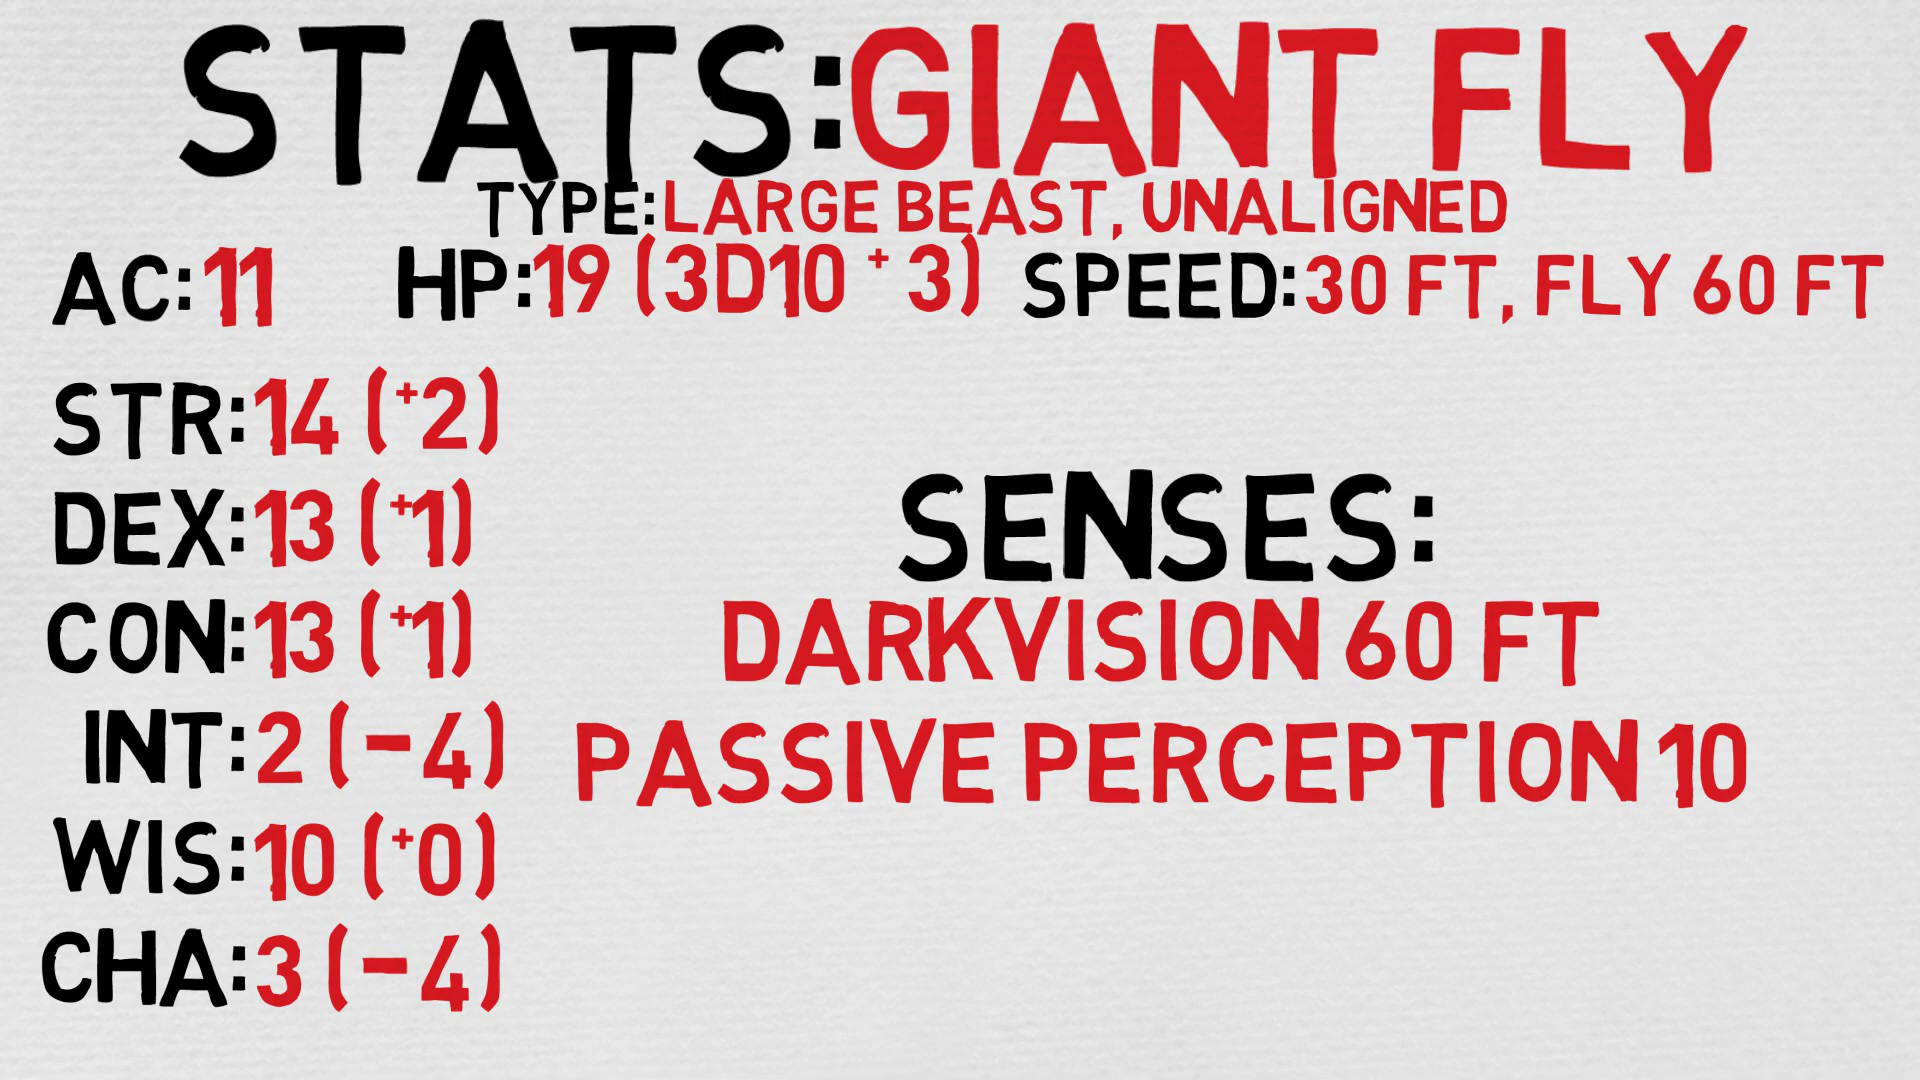 STATS:GIANT FLY
TYPE:LARGE BEAST, UNALIGNED
AC:11 HP:19 (3D10 + 3) SPEED:30 FT, FLY 60 FT
STR:14 (+2)
DEX:13 (+1)
CON:13 (+1)
INT:2 (-4)
WIS:10 (+0)
CHA:3 (-4)
SENSES:
DARKVISION 60 FT
PASSIVE PERCEPTION 10